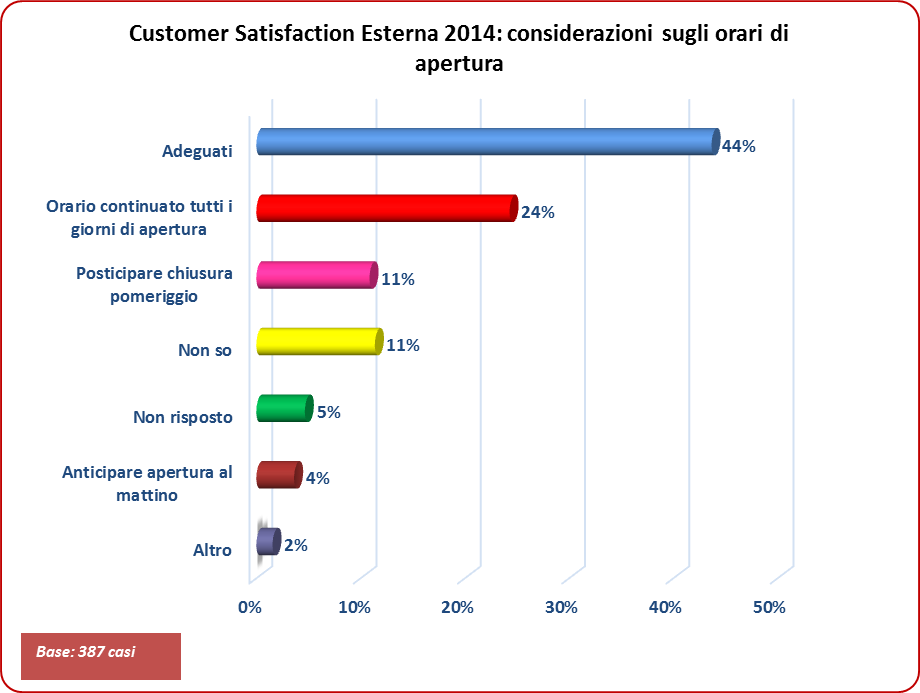 Customer Satisfaction Esterna 2014: considerazioni sugli orari di
apertura
Adeguati
44%
Orario continuato tutti i
giorni di apertura
24%
Posticipare chiusura
pomeriggio
11%
Non so
11%
Non risposto
5%
Anticipare apertura al
mattino
4%
Altro
2%
0% 10% 20% 30% 40% 50%
Base: 387 casi